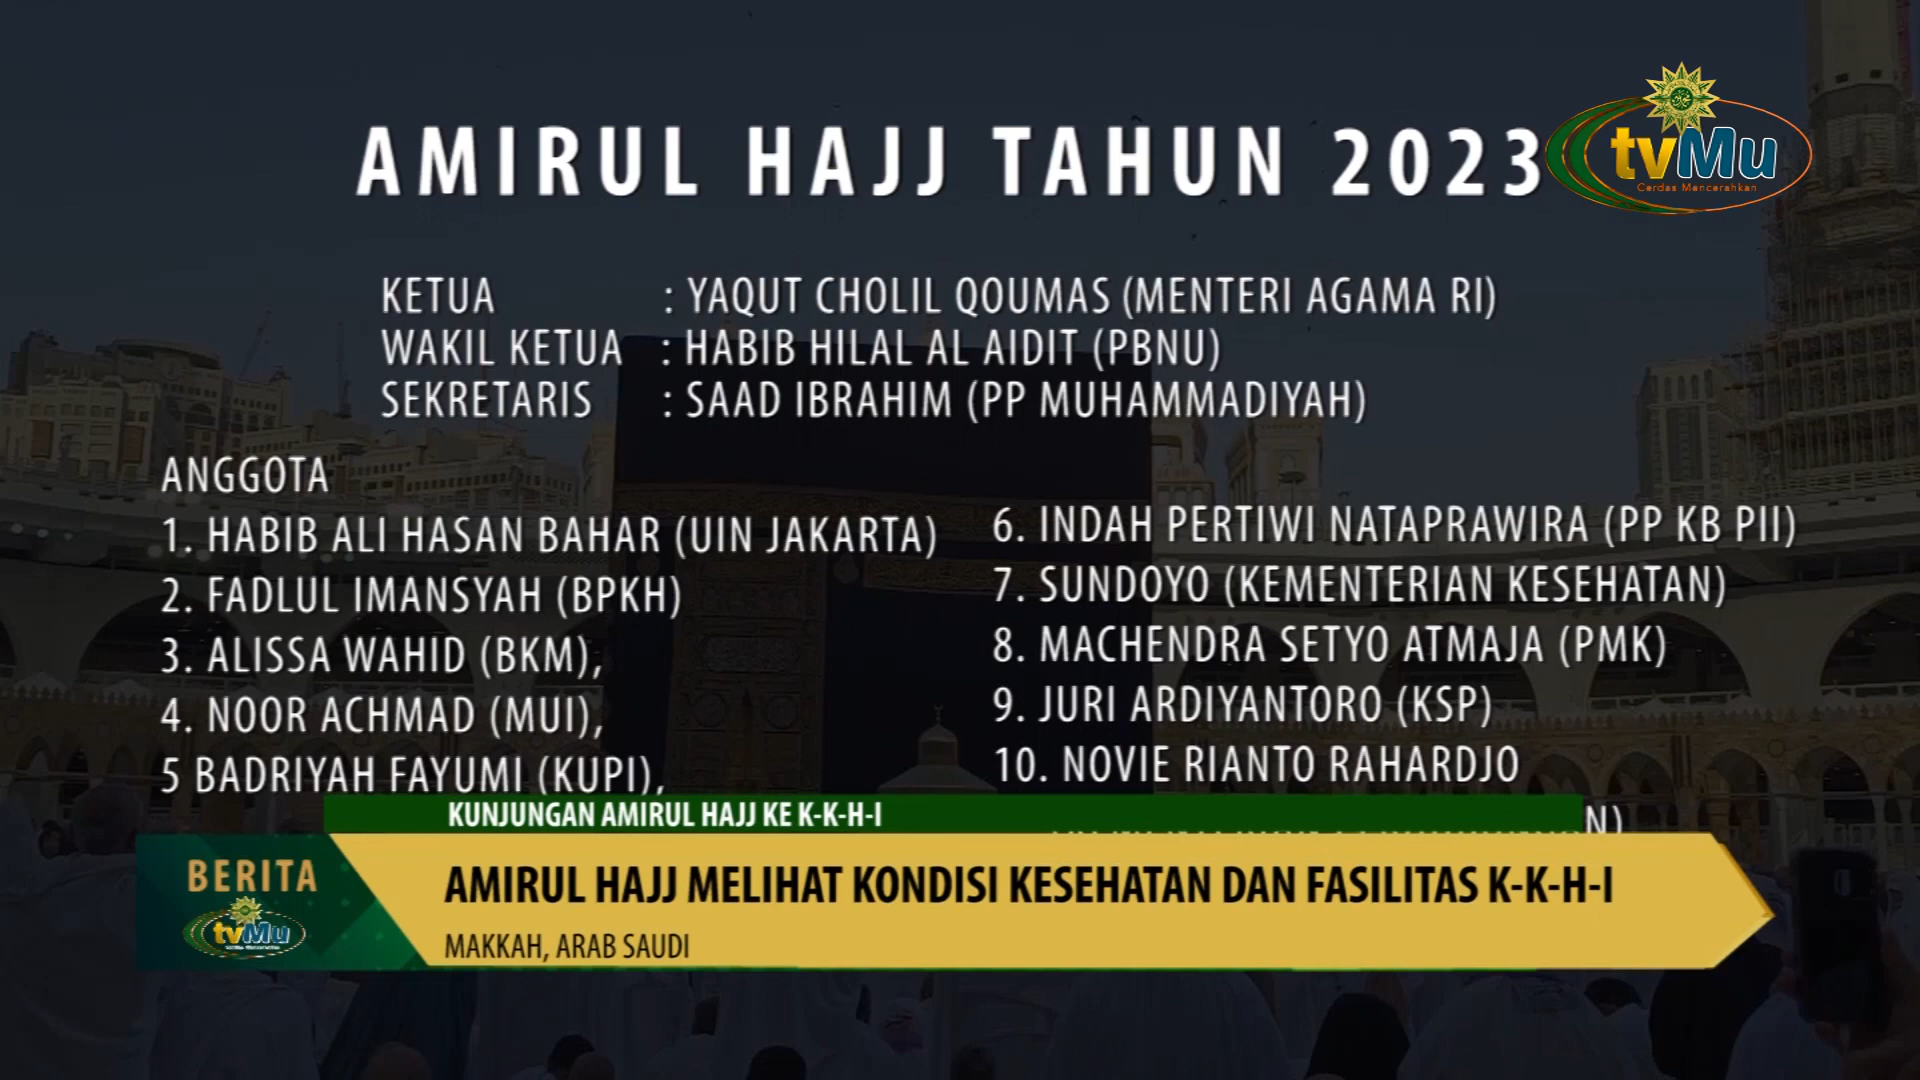 AMIRUL HAJJ TAHUN 2023
tvMu
Cerdas Mencerahkan
KETUA : YAQUT CHOLIL QOUMAS (MENTERI AGAMA RI)
WAKIL KETUA : HABIB HILAL AL AIDIT (PBNU)
SEKRETARIS : SAAD IBRAHIM (PP MUHAMMADIYAH)
ANGGOTA
1. HABIB ALI HASAN BAHAR (UIN JAKARTA)
2. FADLUL IMANSYAH (BPKH)
3. ALISSA WAHID (BKM),
4. NOOR ACHMAD (MUI),
5 BADRIYAH FAYUMI (KUPI),
6. INDAH PERTIWI NATAPRAWIRA (PP KB PII)
7. SUNDOYO (KEMENTERIAN KESEHATAN)
8. MACHENDRA SETYO ATMAJA (PMK)
9. JURI ARDIYANTORO (KSP)
10. NOVIE RIANTO RAHARDJO
KUNJUNGAN AMIRUL HAJJ KE K-K-H-I
BERITA
tvMu
AMIRUL HAJJ MELIHAT KONDISI KESEHATAN DAN FASILITAS K-K-H-I
MAKKAH, ARAB SAUDI